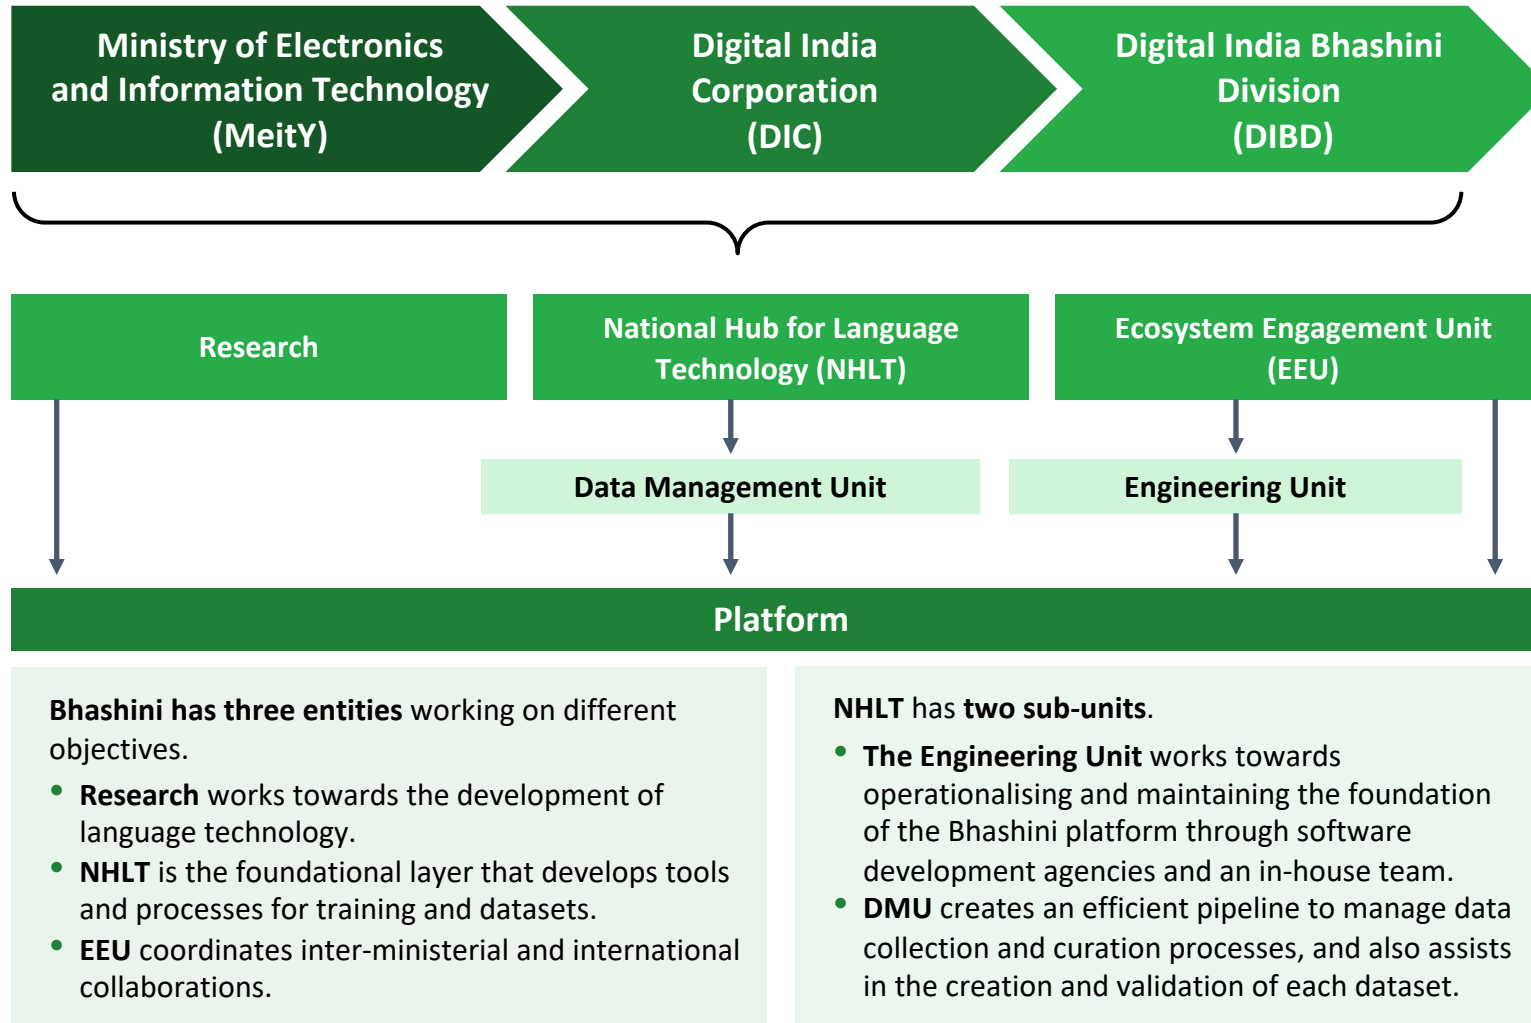 Ministry of Electronics
and Information Technology
(MeitY)
Digital India
Corporation
(DIC)
Digital India Bhashini
Division
(DIBD)
Research
National Hub for Language
Technology (NHLT)
Ecosystem Engagement Unit
(EEU)
Data Management Unit
Engineering Unit
Platform
Bhashini has three entities working on different
objectives.
• Research works towards the development of
language technology.
• NHLT is the foundational layer that develops tools
and processes for training and datasets.
• EEU coordinates inter-ministerial and international
collaborations.
NHLT has two sub-units.
• The Engineering Unit works towards
operationalising and maintaining the foundation
of the Bhashini platform through software
development agencies and an in-house team.
• DMU creates an efficient pipeline to manage data
collection and curation processes, and also assists
in the creation and validation of each dataset.